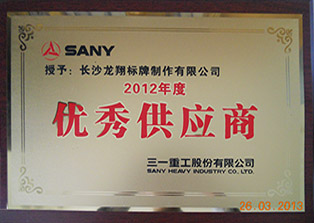 SANY
授予：长沙龙翔标牌制作有限公司
2012年度
优秀供应商
三一重工股份有限公司
SANY HEAVY INDUSTRY CO. LTD.
26.03.2013